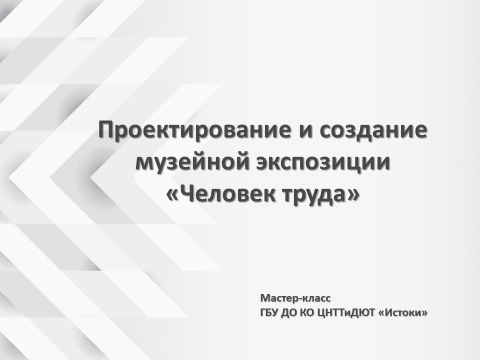 Проектирование и создание
музейной экспозиции
«Человек труда»
Мастер-класс
ГБУ ДО КО ЦНТТиДЮТ «Истоки»